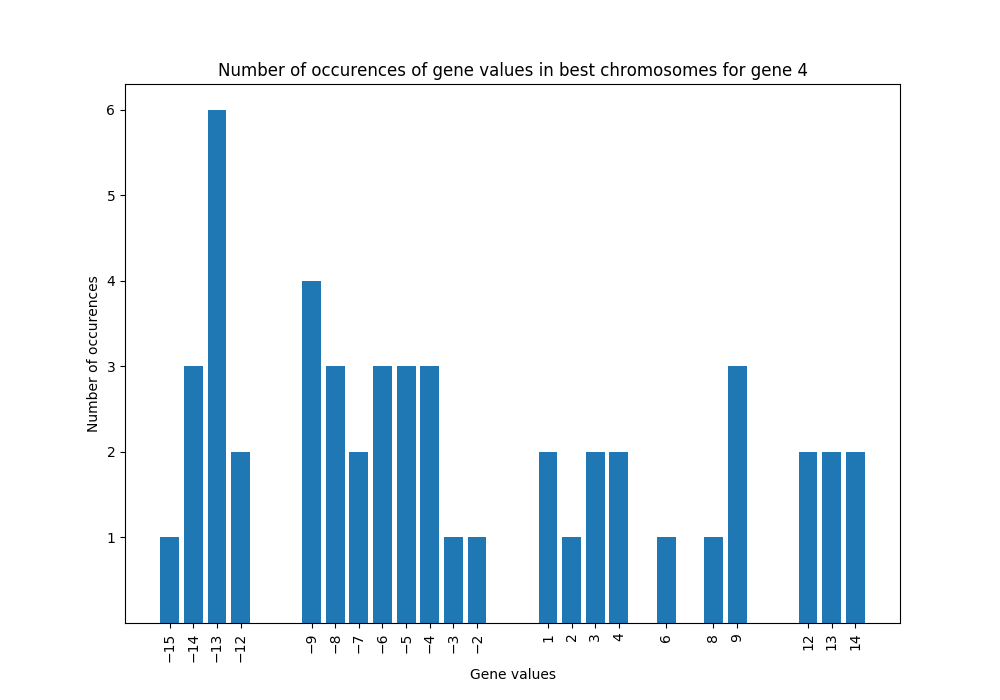 Number of occurences of gene values in best chromosomes for gene 4
6
5
4
3
2
1
Number of occurences
−15 −14 −13 −12 −9 −8 −7 −6 −5 −4 −3 −2 1 2 3 4 6 8 9 12 13 14
Gene values